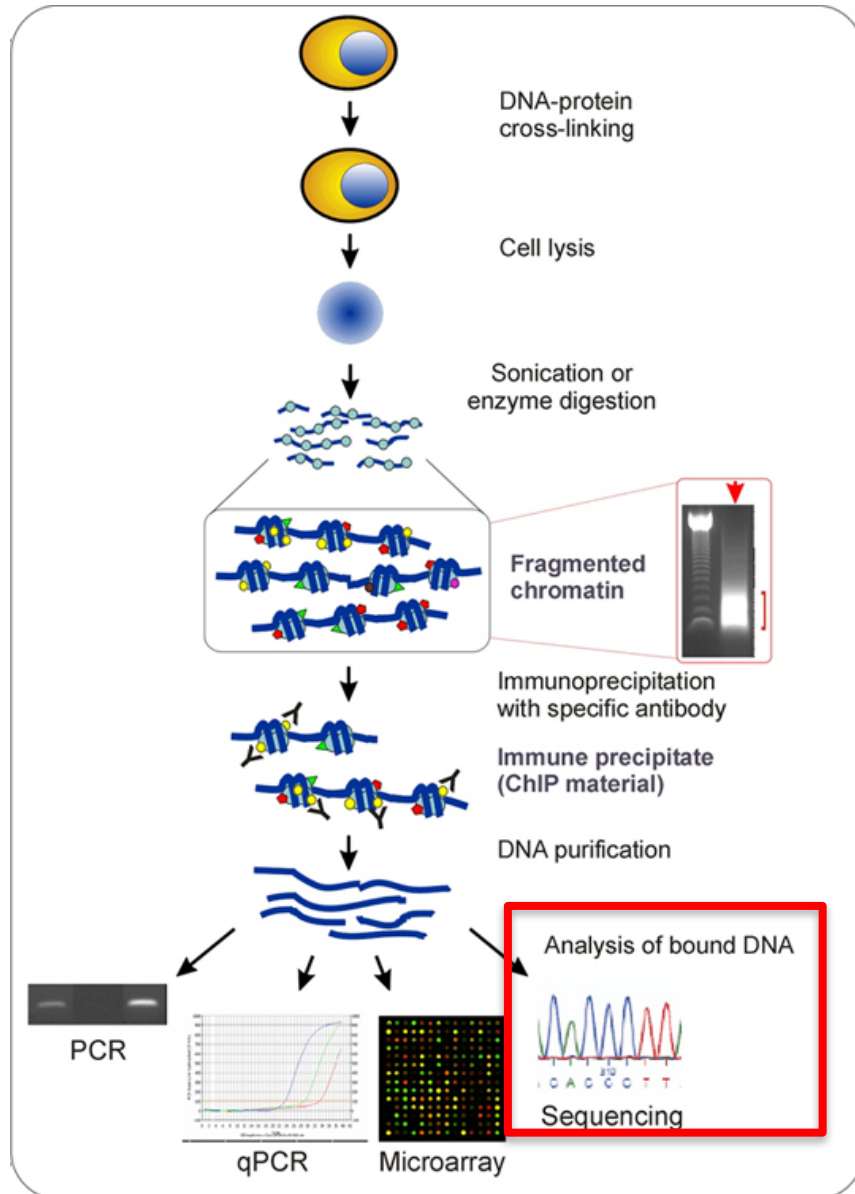 DNA-protein
cross-linking
Cell lysis
Sonication or
enzyme digestion
Fragmented
chromatin
Immunoprecipitation
with specific antibody
Immune precipitate
(ChIP material)
DNA purification
Analysis of bound DNA
310
G A C C C T T
Sequencing
PCR
qPCR
Microarray